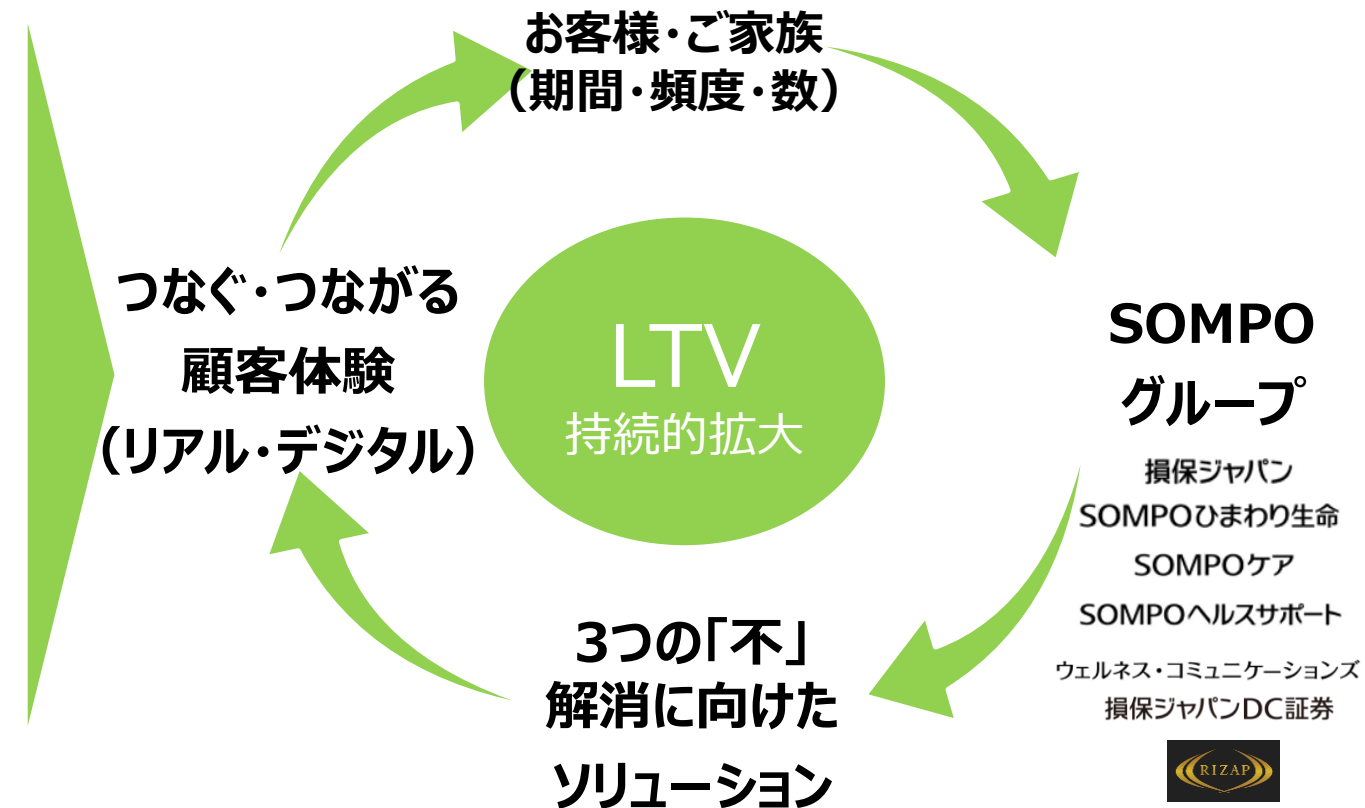 お客様・ご家族
（期間・頻度・数）
つなぐ・つながる
顧客体験
（リアル・デジタル）
LTV
持続的拡大
SOMPO
グループ
損保ジャパン
SOMPOひまわり生命
SOMPOケア
SOMPOヘルスサポート
ウェルネス・コミュニケーションズ
損保ジャパンDC証券
RIZAP
3つの「不」
解消に向けた
ソリューション